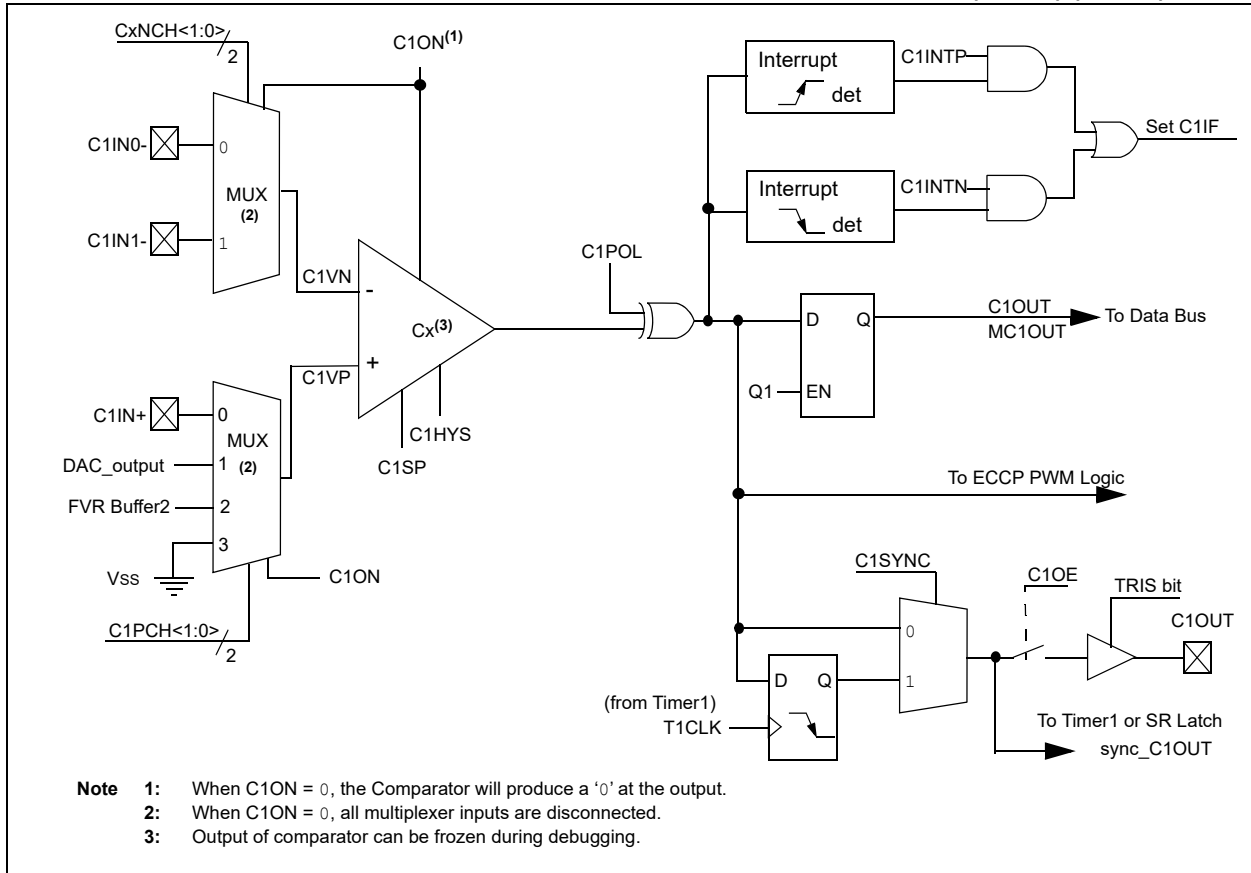 CxNCH<1:0>
2
C1ON(1)
C1IN0-
0
MUX
(2)
C1IN1-
1
C1VN
-
Cx(3)
+
C1VP
C1HYS
C1SP
C1IN+
0
MUX
(2)
DAC_output
1
FVR Buffer2
2
3
VSS
C1ON
C1PCH<1:0>
2
C1POL
Interrupt
det
C1INTP
Set C1IF
Interrupt
det
C1INTN
D
Q
Q1
EN
C1OUT
MC1OUT
To Data Bus
To ECCP PWM Logic
C1SYNC
0
1
D
Q
(from Timer1)
T1CLK
C1OE
TRIS bit
C1OUT
To Timer1 or SR Latch
sync_C1OUT
Note 1: When C1ON = 0, the Comparator will produce a ‘0’ at the output.
2: When C1ON = 0, all multiplexer inputs are disconnected.
3: Output of comparator can be frozen during debugging.